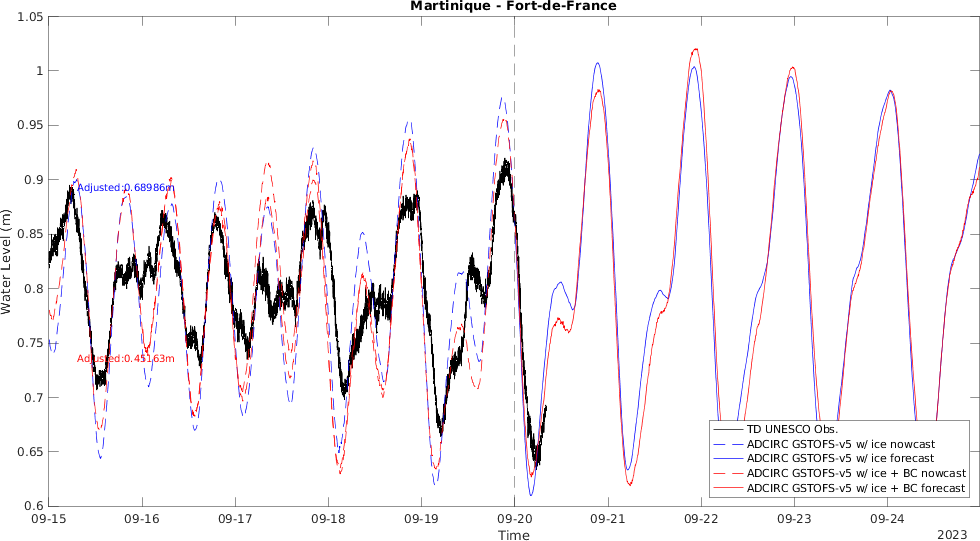 Martinique - Fort-de-France
1.05
1
0.95
0.9
0.85
0.8
0.75
0.7
0.65
0.6
Water Level (m)
Adjusted:0.68986m
Adjusted:0.45163m
TD UNESCO Obs.
ADCIRC GSTOFS-v5 w/ ice nowcast
ADCIRC GSTOFS-v5 w/ ice forecast
ADCIRC GSTOFS-v5 w/ ice + BC nowcast
ADCIRC GSTOFS-v5 w/ ice + BC forecast
09-15 09-16 09-17 09-18 09-19 09-20 09-21 09-22 09-23 09-24
Time
2023